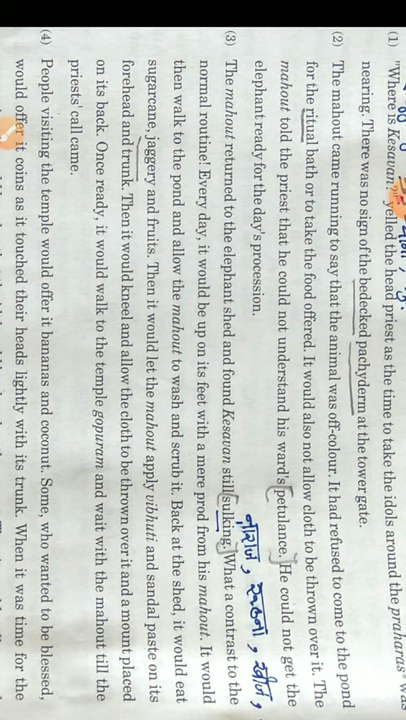 (1) "Where is Kesavan?" yelled the head priest as the time to take the idols around the praharas* was
nearing. There was no sign of the bedecked pachyderm at the tower gate.
(2) The mahout came running to say that the animal was off-colour. It had refused to come to the pond
for the ritual bath or to take the food offered. It would also not allow cloth to be thrown over it. The
mahout told the priest that he could not understand his ward's petulance. He could not get the
elephant ready for the day's procession.
नाराज, रूठना, खीज,
(3) The mahout returned to the elephant shed and found Kesavan still sulking. What a contrast to the
normal routine! Every day, it would be up on its feet with a mere prod from his mahout. It would
then walk to the pond and allow the mahout to wash and scrub it. Back at the shed, it would eat
sugarcane, jaggery and fruits. Then it would let the mahout apply vibhuti and sandal paste on its
forehead and trunk. Then it would kneel and allow the cloth to be thrown over it and a mount placed
on its back. Once ready, it would walk to the temple gopuram and wait with the mahout till the
priests' call came.
(4) People visiting the temple would offer it bananas and coconut. Some, who wanted to be blessed,
would offer it coins as it touched their heads lightly with its trunk. When it was time for the